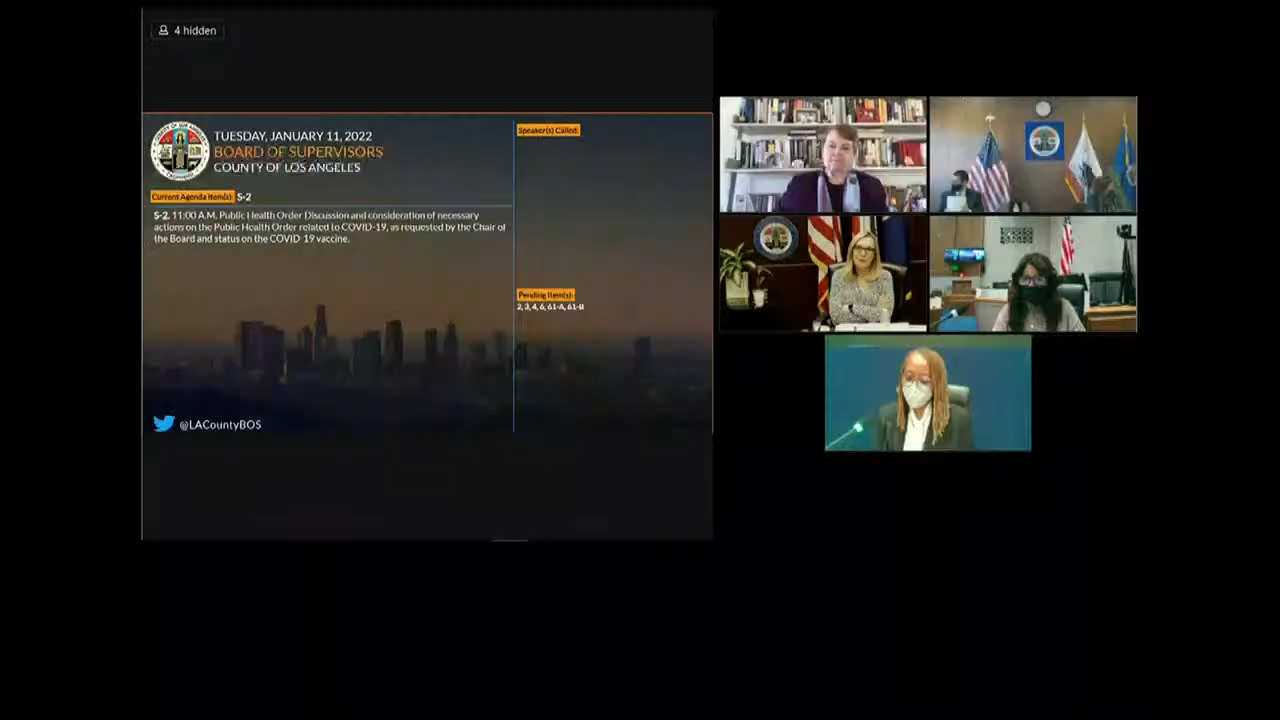 4 hidden
TUESDAY, JANUARY 11, 2022
BOARD OF SUPERVISORS
COUNTY OF LOS ANGELES
Current Agenda Item(s): S-2
S-2. 11:00 A.M. Public Health Order Discussion and consideration of necessary
actions on the Public Health Order related to COVID-19, as requested by the Chair of
the Board and status on the COVID-19 vaccine.
Speaker(s) Called:
Pending Item(s):
2, 3, 4, 6, 61-A, 61-B
@LACountyBOS